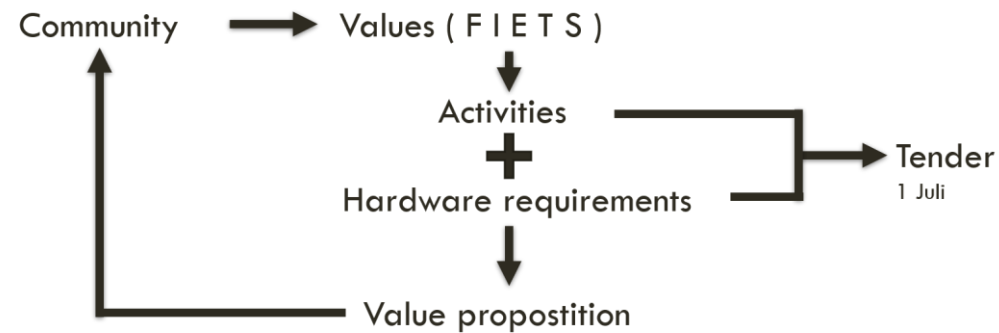 Community
Values ( F I E T S )
Activities
+
Hardware requirements
Tender
1 Juli
Value propostition